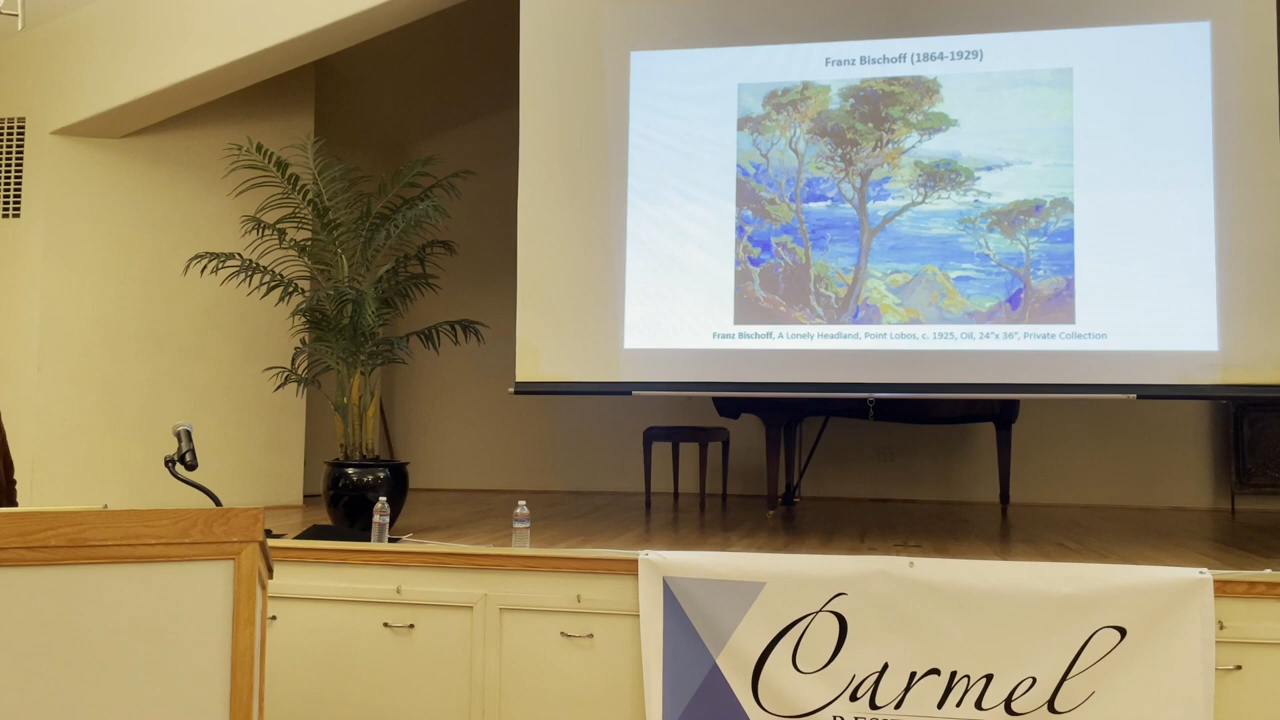 Franz Bischoff (1864-1929)
Franz Bischoff, A Lonely Headland, Point Lobos, c. 1925, Oil, 24"x 36", Private Collection
Carmel